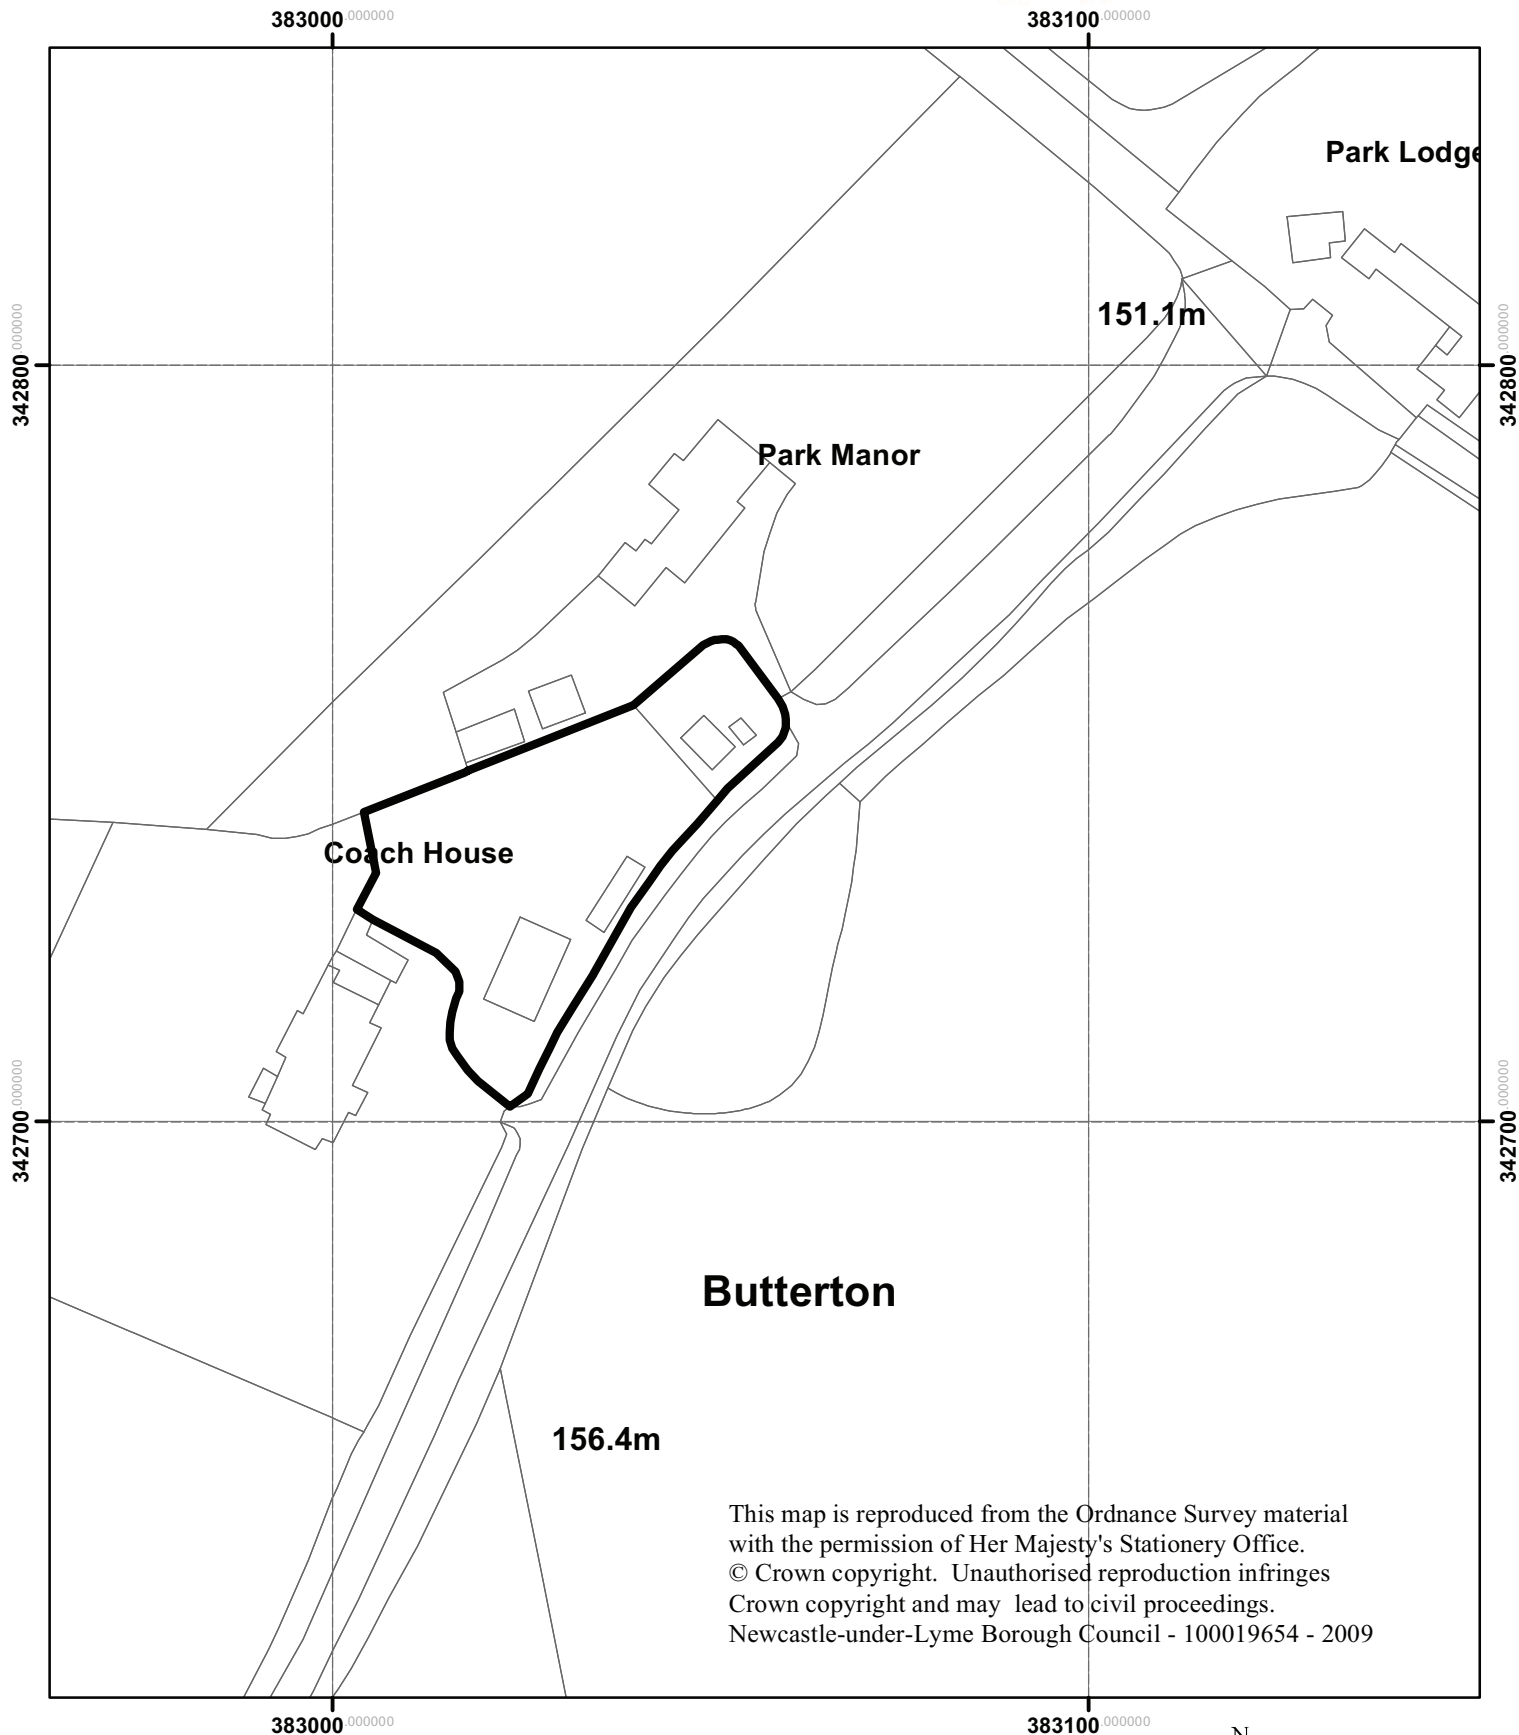 383000.000000
383100.000000
Park Lodge
151.1m
342800.000000
342800.000000
Park Manor
Coach House
342700.000000
342700.000000
Butterton
156.4m
This map is reproduced from the Ordnance Survey material
with the permission of Her Majesty's Stationery Office.
© Crown copyright. Unauthorised reproduction infringes
Crown copyright and may lead to civil proceedings.
Newcastle-under-Lyme Borough Council - 100019654 - 2009
383000.000000
383100.000000
N